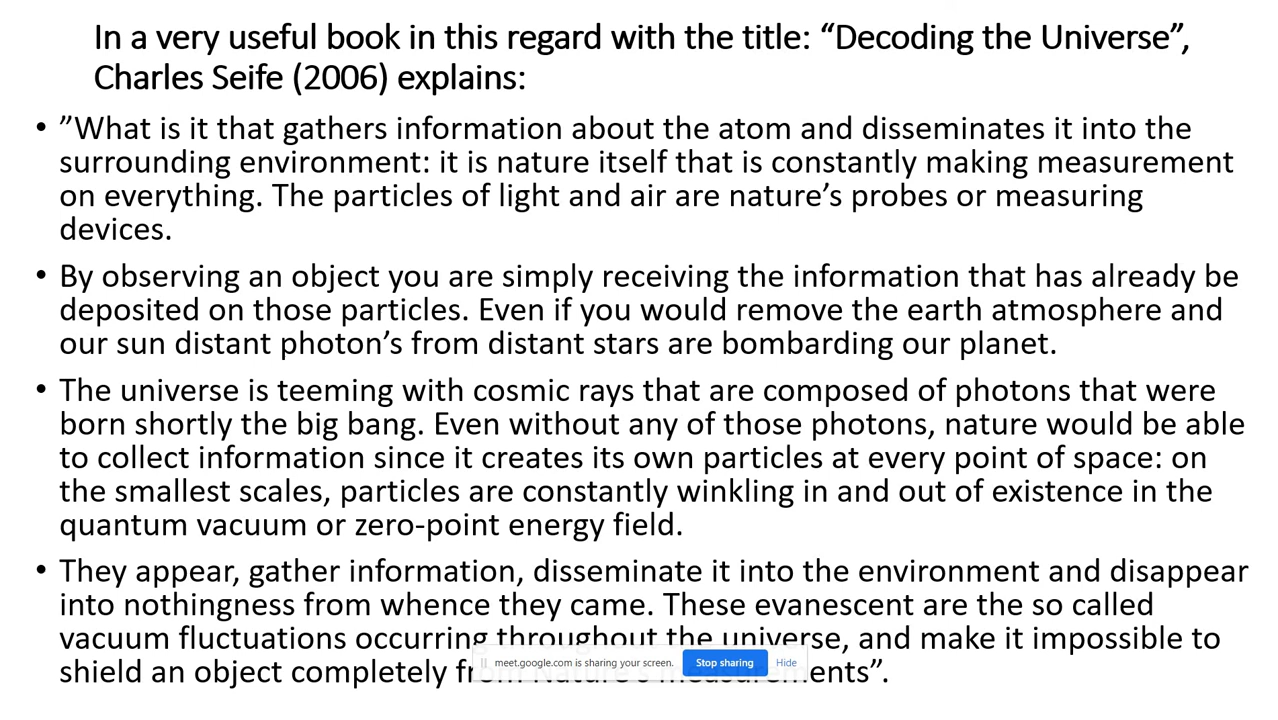 In a very useful book in this regard with the title: “Decoding the Universe”,
Charles Seife (2006) explains:
• ”What is it that gathers information about the atom and disseminates it into the
surrounding environment: it is nature itself that is constantly making measurement
on everything. The particles of light and air are nature’s probes or measuring
devices.
• By observing an object you are simply receiving the information that has already be
deposited on those particles. Even if you would remove the earth atmosphere and
our sun distant photon’s from distant stars are bombarding our planet.
• The universe is teeming with cosmic rays that are composed of photons that were
born shortly the big bang. Even without any of those photons, nature would be able
to collect information since it creates its own particles at every point of space: on
the smallest scales, particles are constantly winkling in and out of existence in the
quantum vacuum or zero-point energy field.
• They appear, gather information, disseminate it into the environment and disappear
into nothingness from whence they came. These evanescent are the so called
vacuum fluctuations occurring throughout the universe, and make it impossible to
shield an object completely from Nature’s measurements”.
meet.google.com is sharing your screen.
Stop sharing
Hide